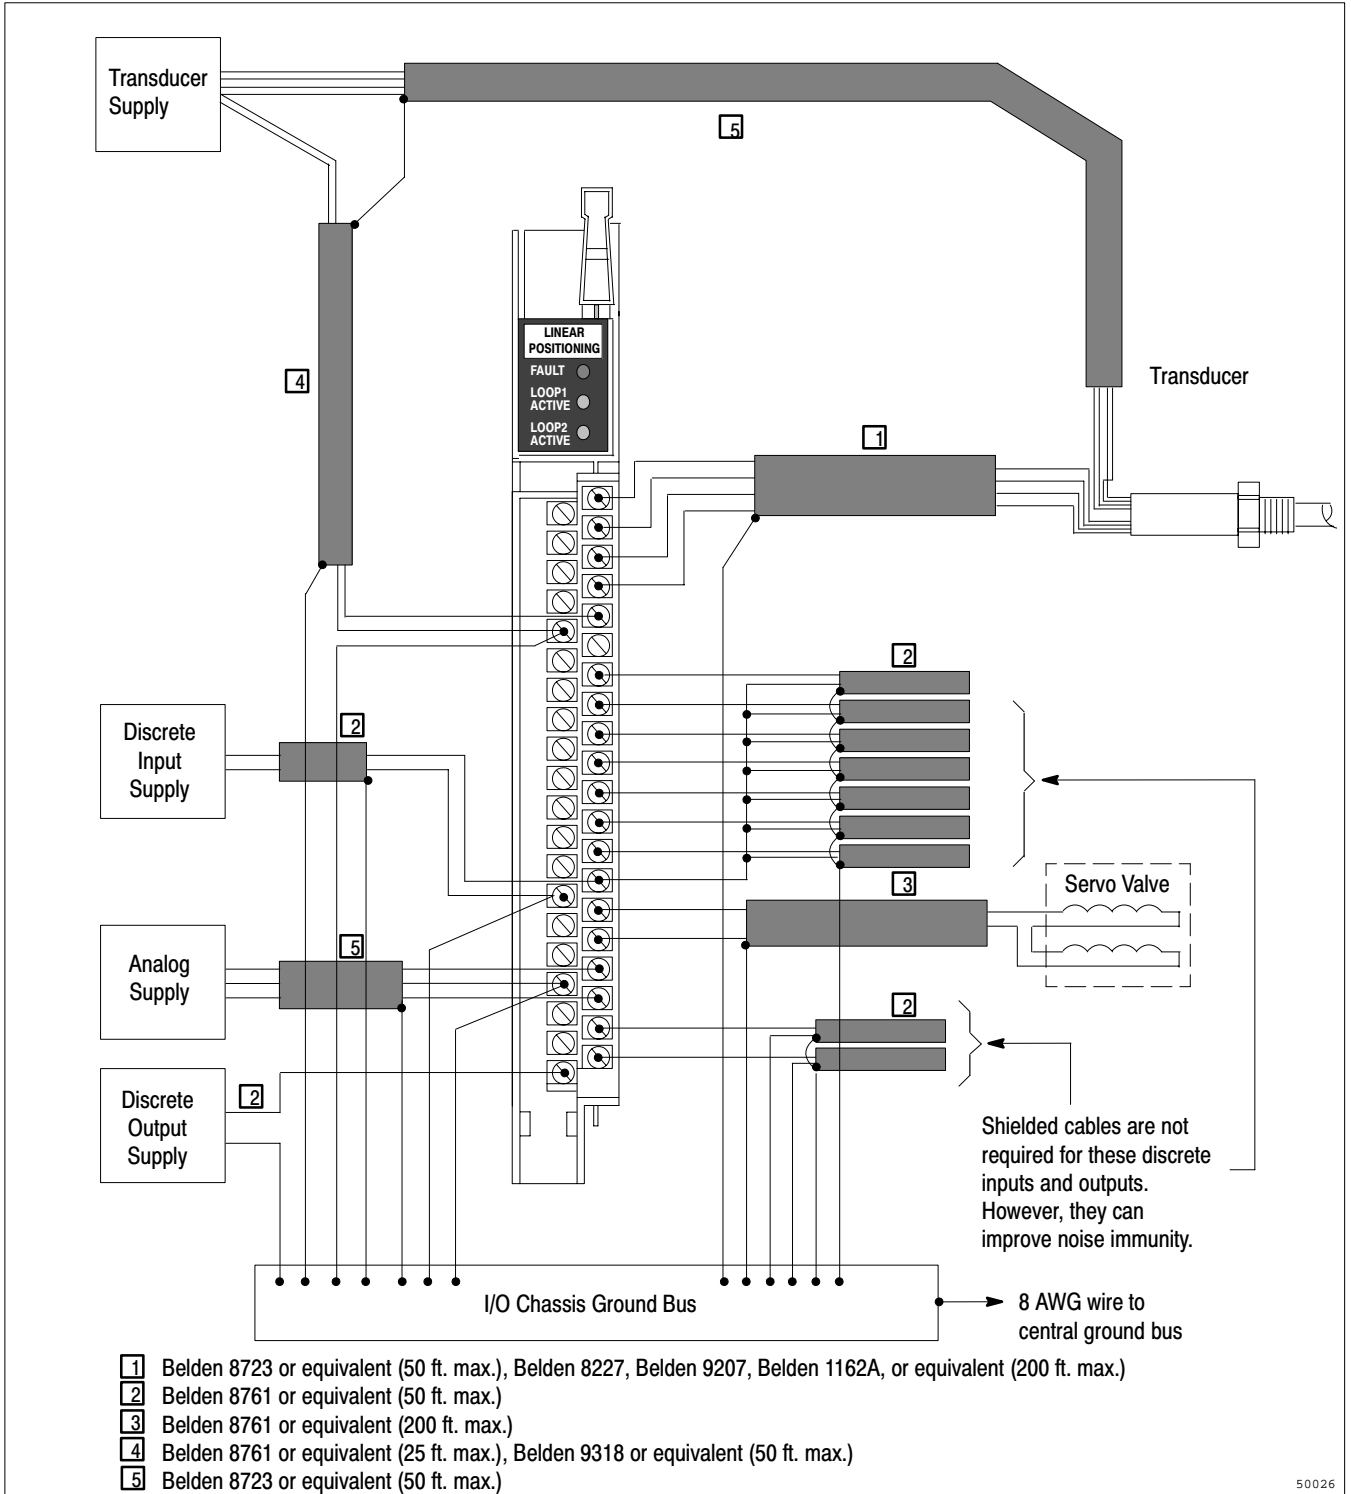 Transducer
Supply
5
LINEAR
POSITIONING
FAULT
LOOP1
ACTIVE
LOOP2
ACTIVE
4
Transducer
1
2
Discrete
Input
Supply
2
3
Servo Valve
Analog
Supply
5
2
Discrete
Output
Supply
2
Shielded cables are not
required for these discrete
inputs and outputs.
However, they can
improve noise immunity.
I/O Chassis Ground Bus
8 AWG wire to
central ground bus
1 Belden 8723 or equivalent (50 ft. max.), Belden 8227, Belden 9207, Belden 1162A, or equivalent (200 ft. max.)
2 Belden 8761 or equivalent (50 ft. max.)
3 Belden 8761 or equivalent (200 ft. max.)
4 Belden 8761 or equivalent (25 ft. max.), Belden 9318 or equivalent (50 ft. max.)
5 Belden 8723 or equivalent (50 ft. max.)
50026